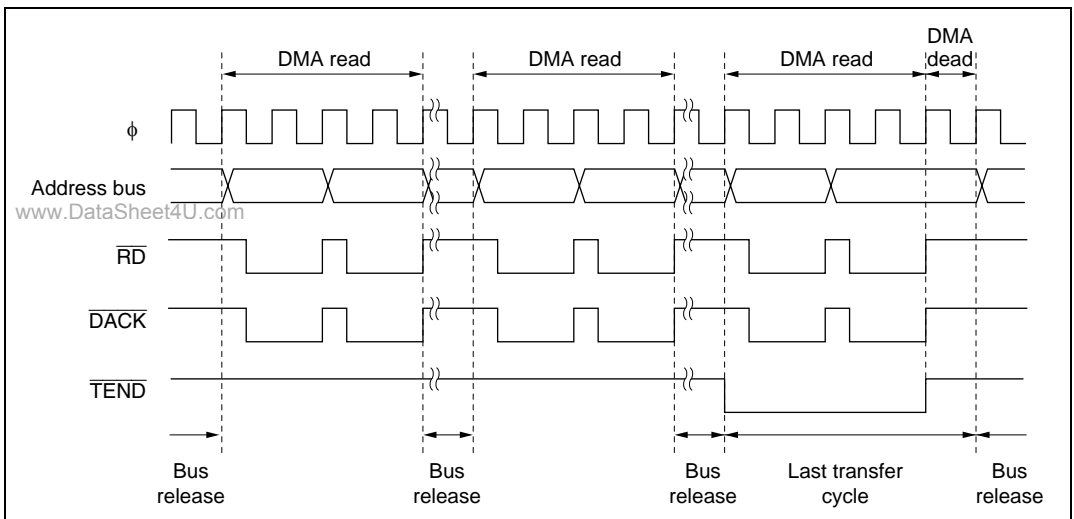 DMA read
DMA read
DMA read
DMA
dead
ϕ
Address bus
www.DataSheet4U.com
RD
DACK
TEND
Bus
release
Bus
release
Bus
release
Last transfer
cycle
Bus
release